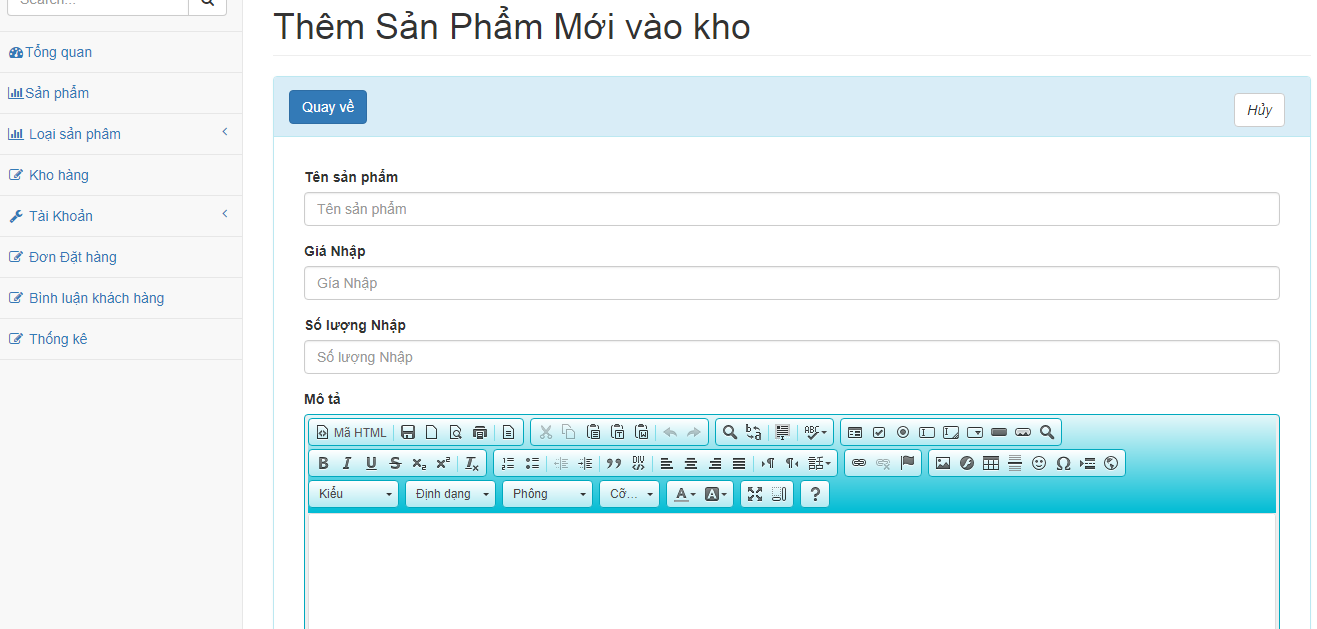 Search...
Thêm Sản Phẩm Mới vào kho
Tổng quan
Sản phẩm
Loại sản phâm
Kho hàng
Tài Khoản
Đơn Đặt hàng
Bình luận khách hàng
Thống kê
Quay về
Hủy
Tên sản phẩm
Tên sản phẩm
Giá Nhập
Gía Nhập
Số lượng Nhập
Số lượng Nhập
Mô tả
Mã HTML
Kiểu
Định dạng
Phông
Cỡ...